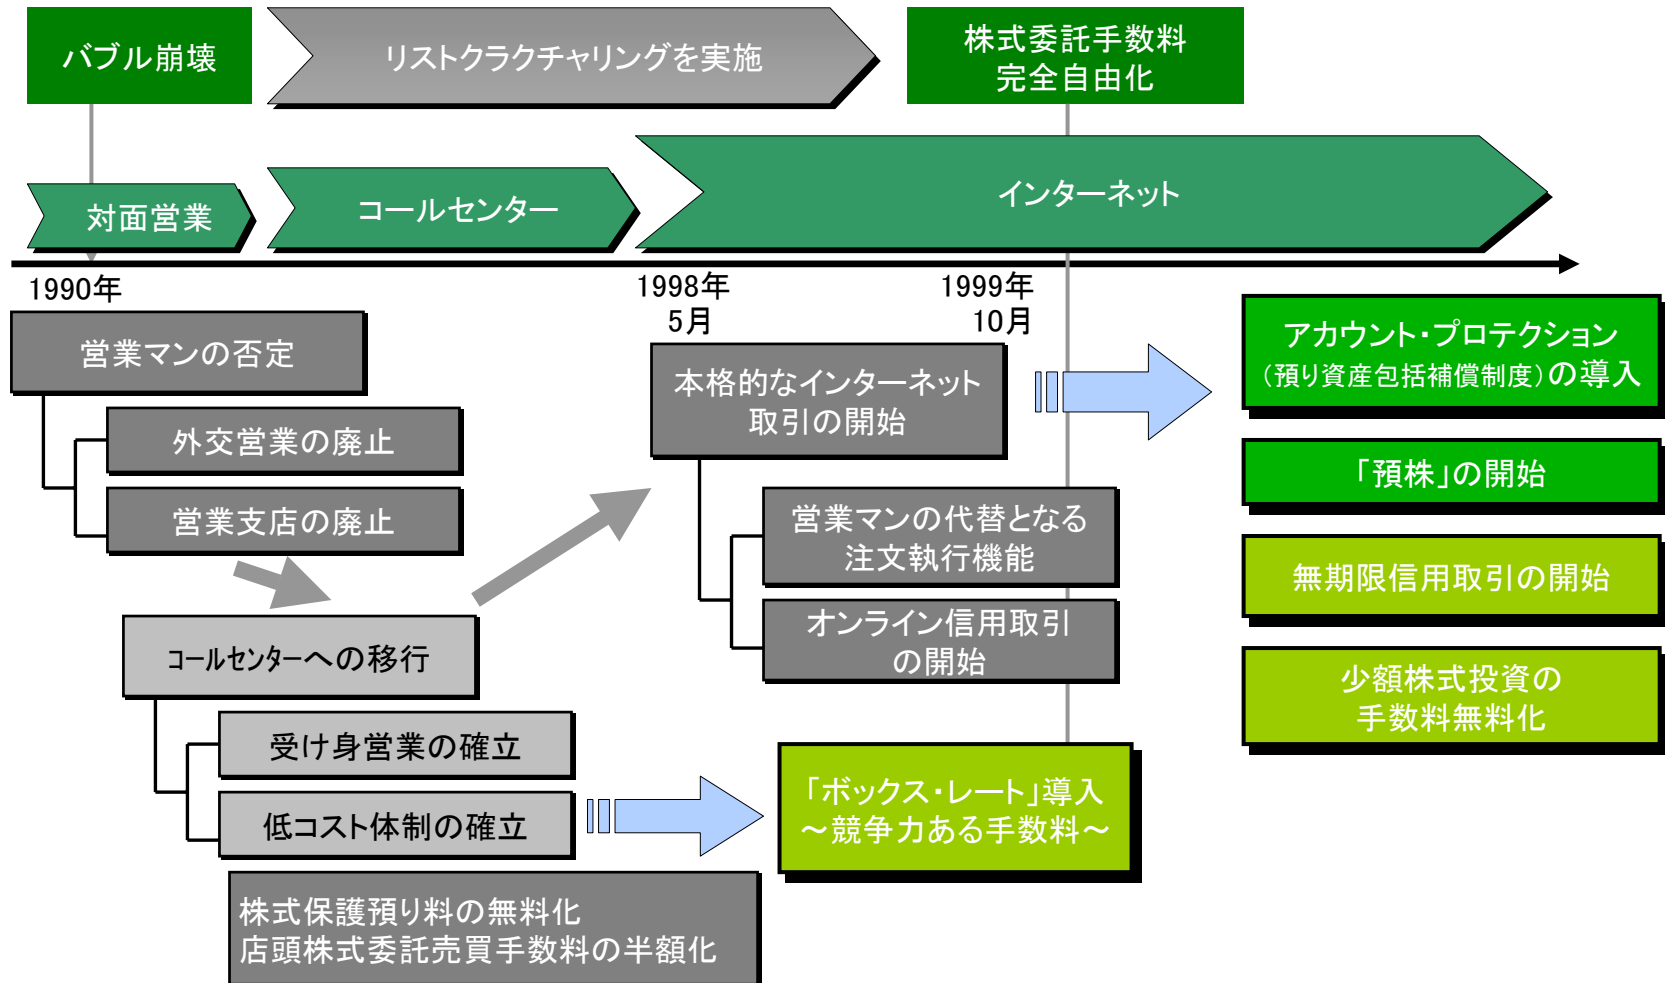 バブル崩壊
リストクラクチャリングを実施
株式委託手数料
完全自由化
対面営業
コールセンター
インターネット
1990年
1998年
5月
1999年
10月
営業マンの否定
外交営業の廃止
営業支店の廃止
コールセンターへの移行
受け身営業の確立
低コスト体制の確立
株式保護預り料の無料化
店頭株式委託売買手数料の半額化
本格的なインターネット
取引の開始
営業マンの代替となる
注文執行機能
オンライン信用取引
の開始
「ボックス・レート」導入
～競争力ある手数料～
アカウント・プロテクション
（預り資産包括補償制度）の導入
「預株」の開始
無期限信用取引の開始
少額株式投資の
手数料無料化